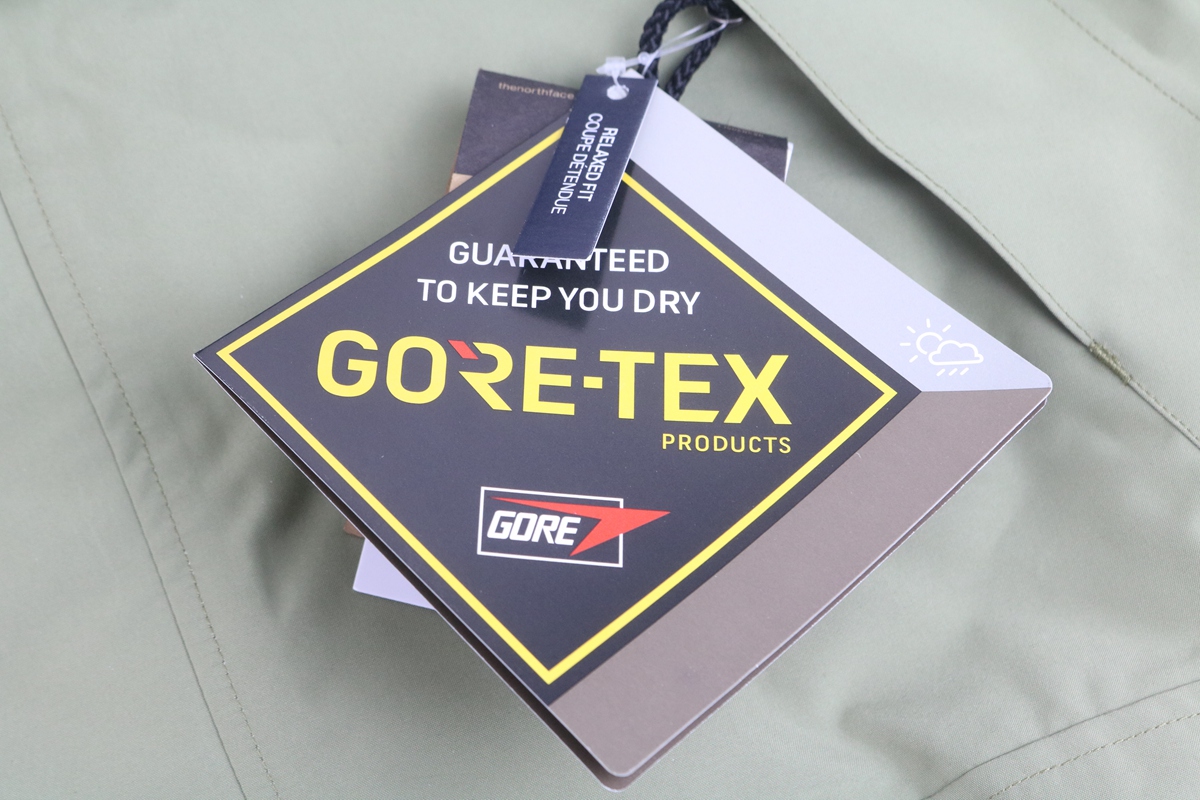 thenorthface
RELAXED FIT
COUPE DÉTENDUE
GUARANTEED
TO KEEP YOU DRY
GORE-TEX
PRODUCTS
GORE